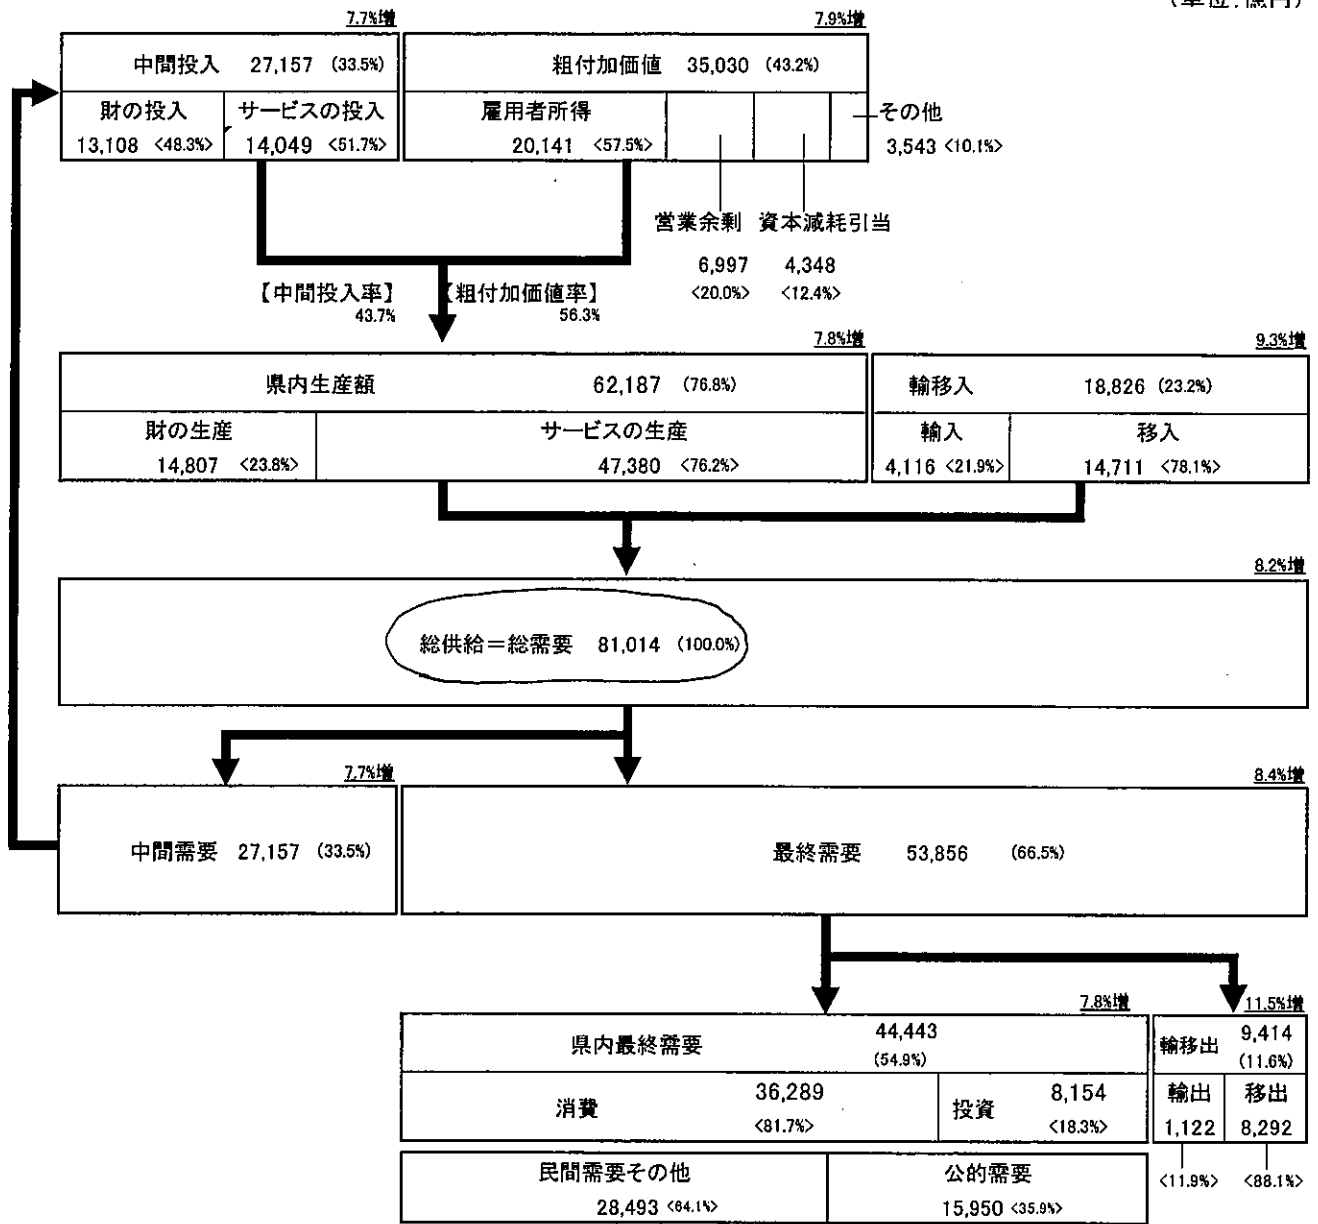 (単位:億円)
7.7%増
7.9%増
中間投入 27,157 (33.5%)
粗付加価値 35,030 (43.2%)
財の投入
サービスの投入
雇用者所得
その他
13,108 <48.3%>
14,049 <51.7%>
20,141 <57.5%>
3,543 <10.1%>
営業余剰
資本減耗引当
6,997
4,348
<20.0%>
<12.4%>
【中間投入率】
【粗付加価値率】
43.7%
56.3%
7.8%増
9.3%増
県内生産額 62,187 (76.8%)
輸移入 18,826 (23.2%)
財の生産
サービスの生産
輸入
移入
14,807 <23.8%>
47,380 <76.2%>
4,116 <21.9%>
14,711 <78.1%>
8.2%増
総供給=総需要 81,014 (100.0%)
7.7%増
8.4%増
中間需要 27,157 (33.5%)
最終需要 53,856 (66.5%)
7.8%増
11.5%増
県内最終需要
44,443
(54.9%)
輸移出
9,414
(11.6%)
消費
36,289
<81.7%>
投資
8,154
<18.3%>
輸出
移出
1,122
8,292
<11.9%>
<88.1%>
民間需要その他
公的需要
28,493 <64.1%>
15,950 <35.9%>